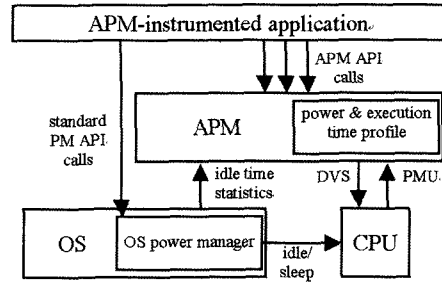 APM-instrumented application
APM API
calls
standard
PM API
calls
APM
power & execution
time profile
idle time
statistics
DVS
PMU
OS
OS power manager
idle/
sleep
CPU